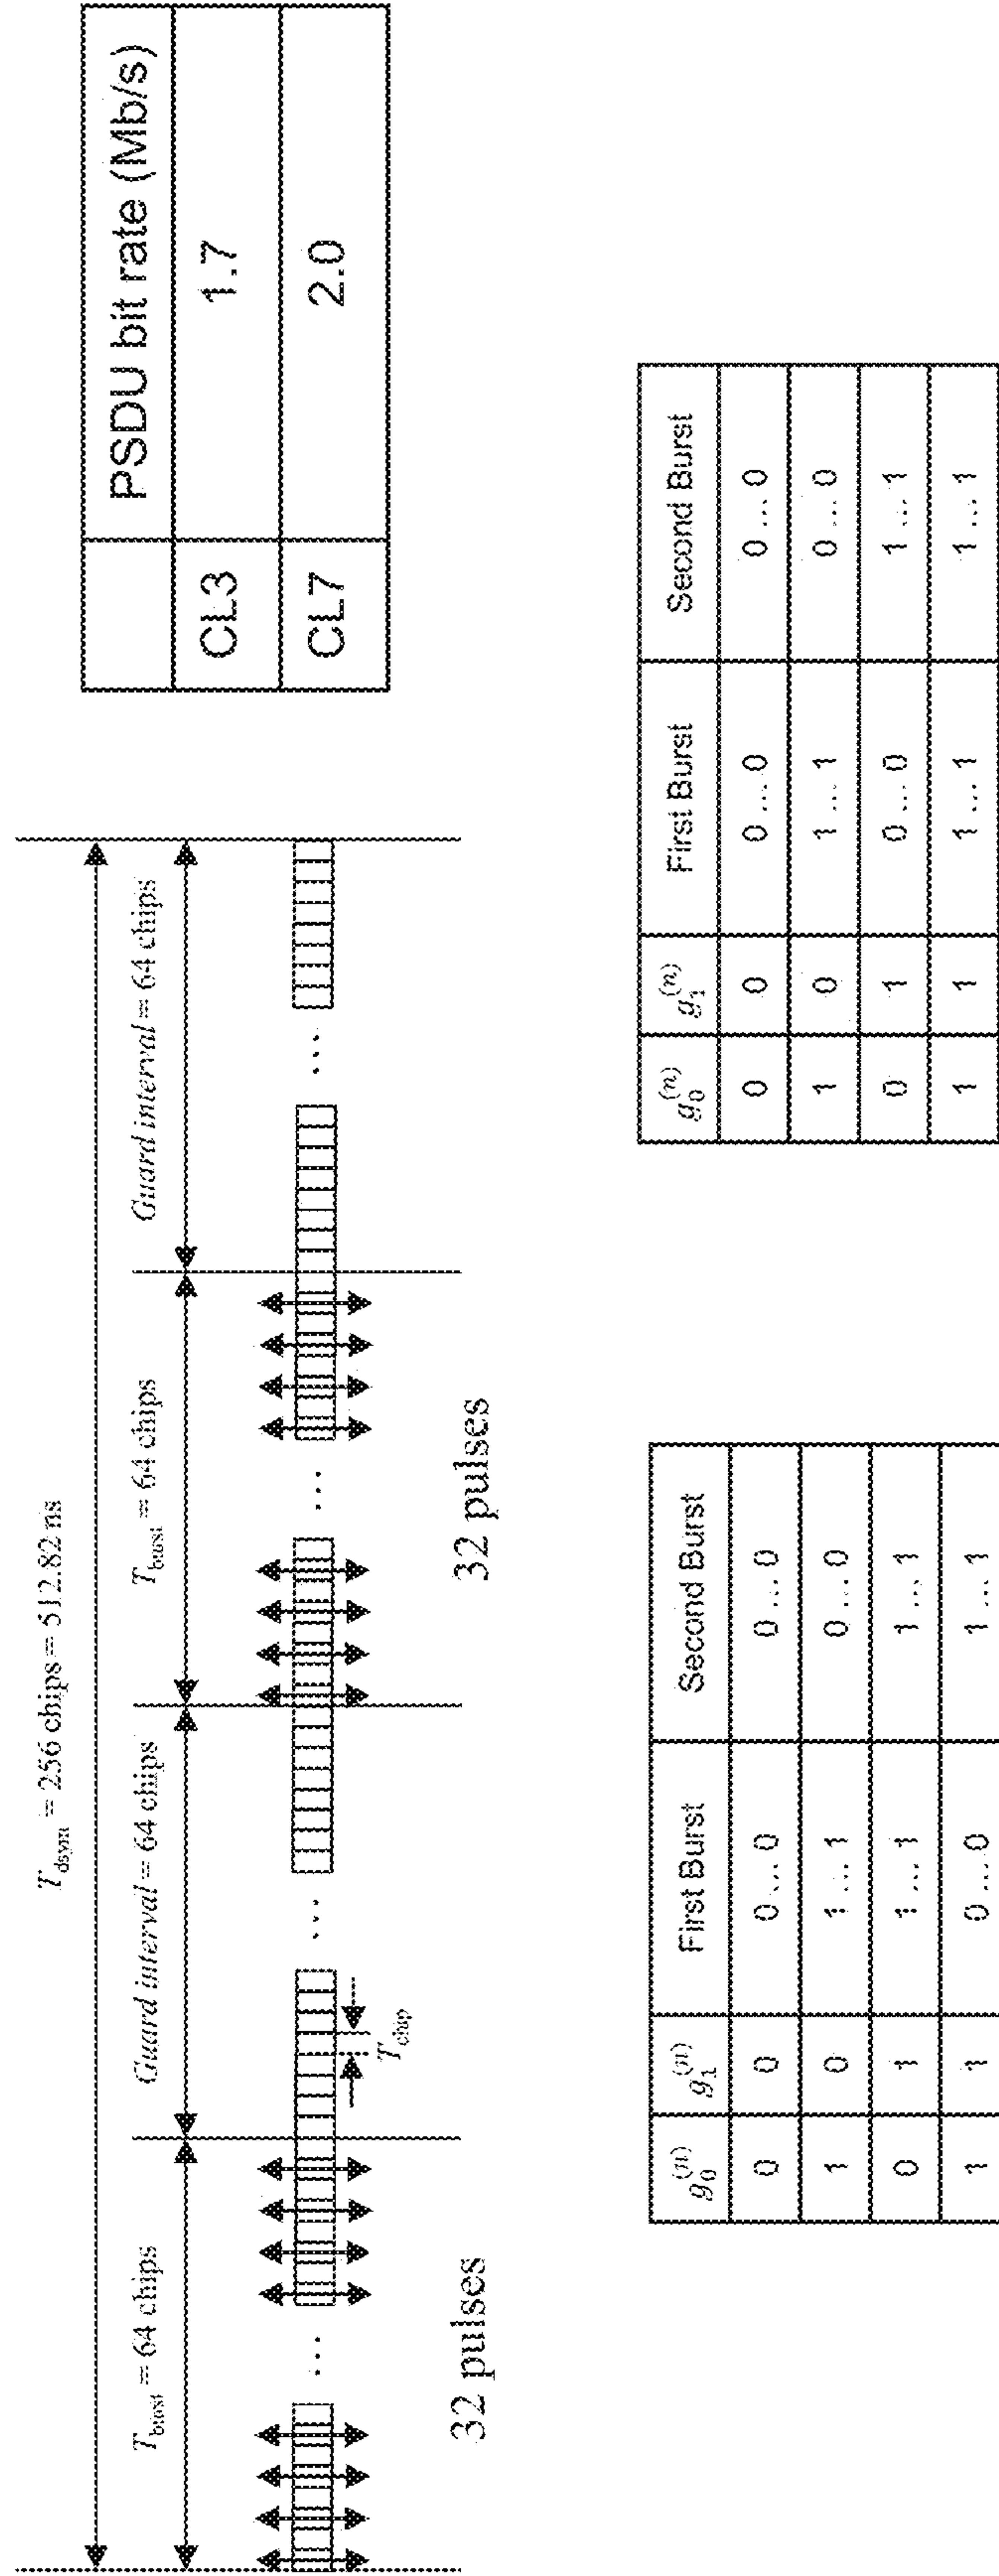 T_dsym = 256 chips = 512.82 ns
T_burst = 64 chips
Guard interval = 64 chips
T_burst = 64 chips
Guard interval = 64 chips
...
...
...
...
T_chip
32 pulses
32 pulses
PSDU bit rate (Mb/s)
CL3 1.7
CL7 2.0
g_0^(n) g_1^(n) First Burst Second Burst
0 0 0 ... 0 0 ... 0
1 0 1 ... 1 0 ... 0
0 1 1 ... 1 1 ... 1
1 1 0 ... 0 1 ... 1
g_0^(n) g_1^(n) First Burst Second Burst
0 0 0 ... 0 0 ... 0
1 0 1 ... 1 0 ... 0
0 1 0 ... 0 1 ... 1
1 1 1 ... 1 1 ... 1